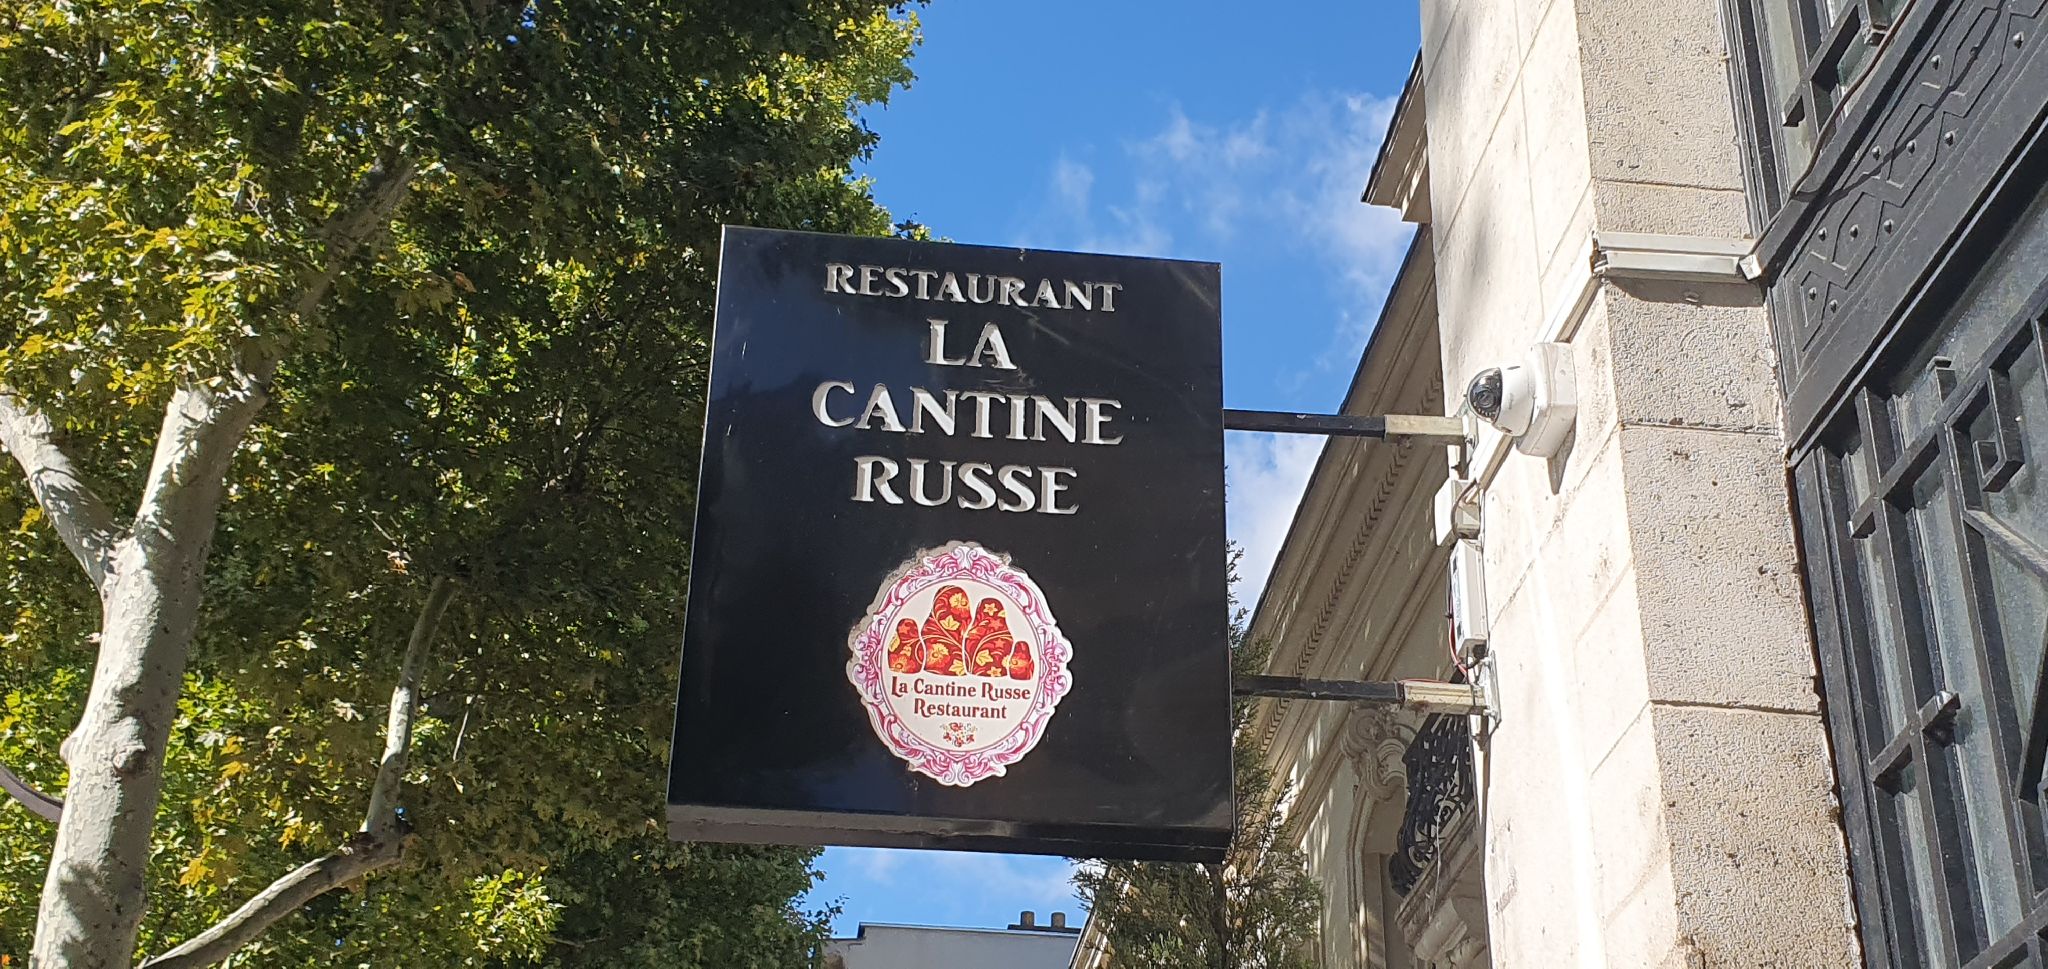 RESTAURANT
LA
CANTINE
RUSSE
La Cantine Russe
Restaurant